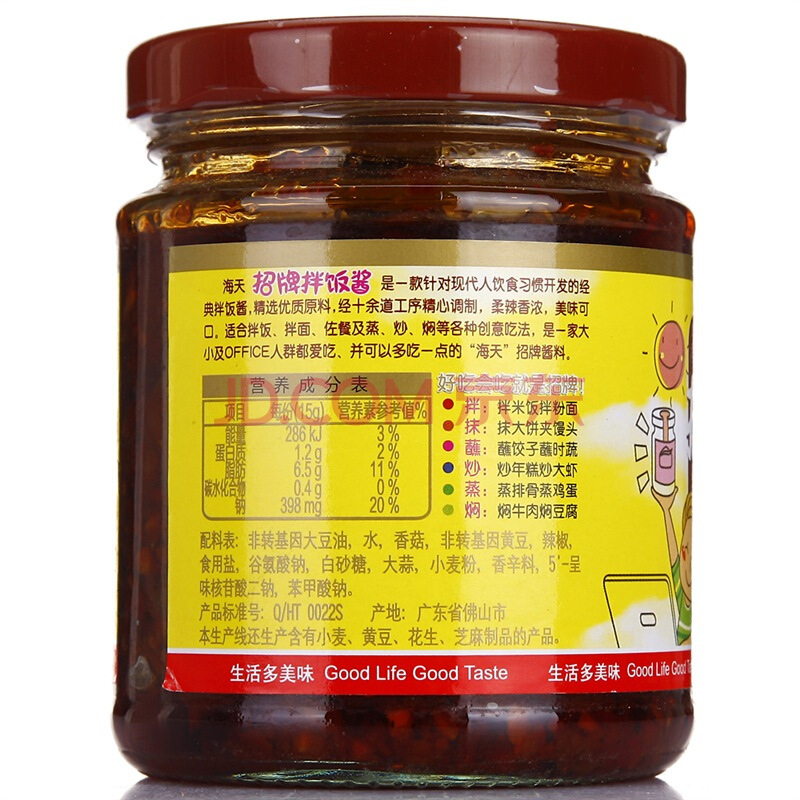 海天 招牌拌饭酱 是一款针对现代人饮食习惯开发的经
典拌饭酱,精选优质原料,经十余道工序精心调制,柔辣香浓,美味可
口。适合拌饭、拌面、佐餐及蒸、炒、焖等各种创意吃法,是一家大
小及OFFICE人群都爱吃、并可以多吃一点的“海天”招牌酱料。
营养成分表
项目 每份(15g) 营养素参考值%
能量 286 kJ 3 %
蛋白质 1.2 g 2 %
脂肪 6.5 g 11 %
碳水化合物 0.4 g 0 %
钠 398 mg 20 %
好吃会吃就是招牌!
拌:拌米饭拌粉面
抹:抹大饼夹馒头
蘸:蘸饺子蘸时蔬
炒:炒年糕炒大虾
蒸:蒸排骨蒸鸡蛋
焖:焖牛肉焖豆腐
配料表:非转基因大豆油,水,香菇,非转基因黄豆,辣椒,
食用盐,谷氨酸钠,白砂糖,大蒜,小麦粉,香辛料,5'-呈
味核苷酸二钠,苯甲酸钠。
产品标准号:Q/HT 0022S 产地:广东省佛山市
本生产线还生产含有小麦、黄豆、花生、芝麻制品的产品。
生活多美味 Good Life Good Taste 生活多美味 Good Life Good
JD.COM